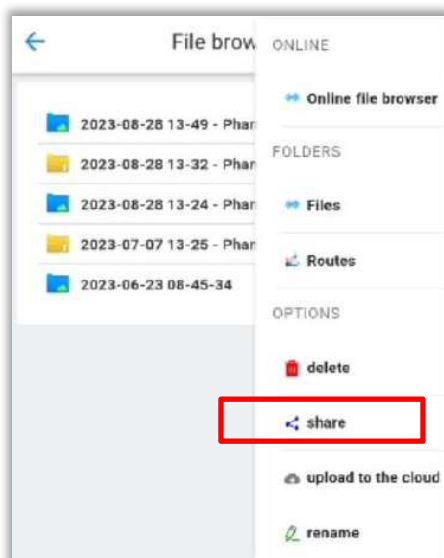 File brow
2023-08-28 13-49 - Phar
2023-08-28 13-32 - Phar
2023-08-28 13-24 - Phar
2023-07-07 13-25 - Phar
2023-06-23 08-45-34
ONLINE
Online file browser
FOLDERS
Files
Routes
OPTIONS
delete
share
upload to the cloud
rename